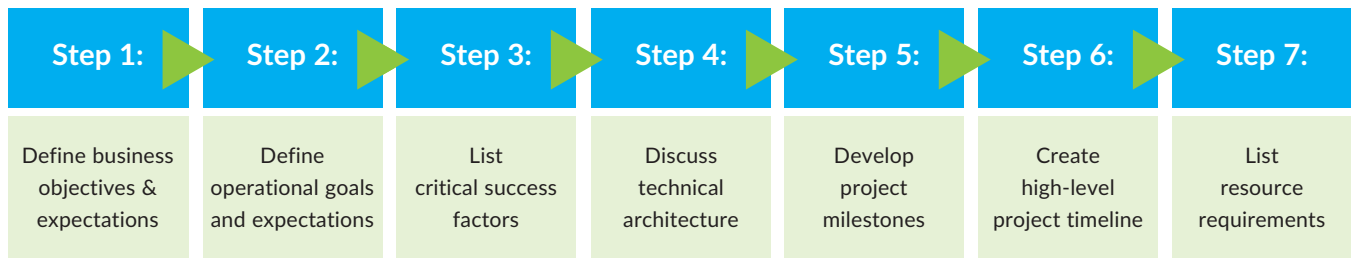 Step 1:
Step 2:
Step 3:
Step 4:
Step 5:
Step 6:
Step 7:
Define business
objectives &
expectations
Define
operational goals
and expectations
List
critical success
factors
Discuss
technical
architecture
Develop
project
milestones
Create
high-level
project timeline
List
resource
requirements